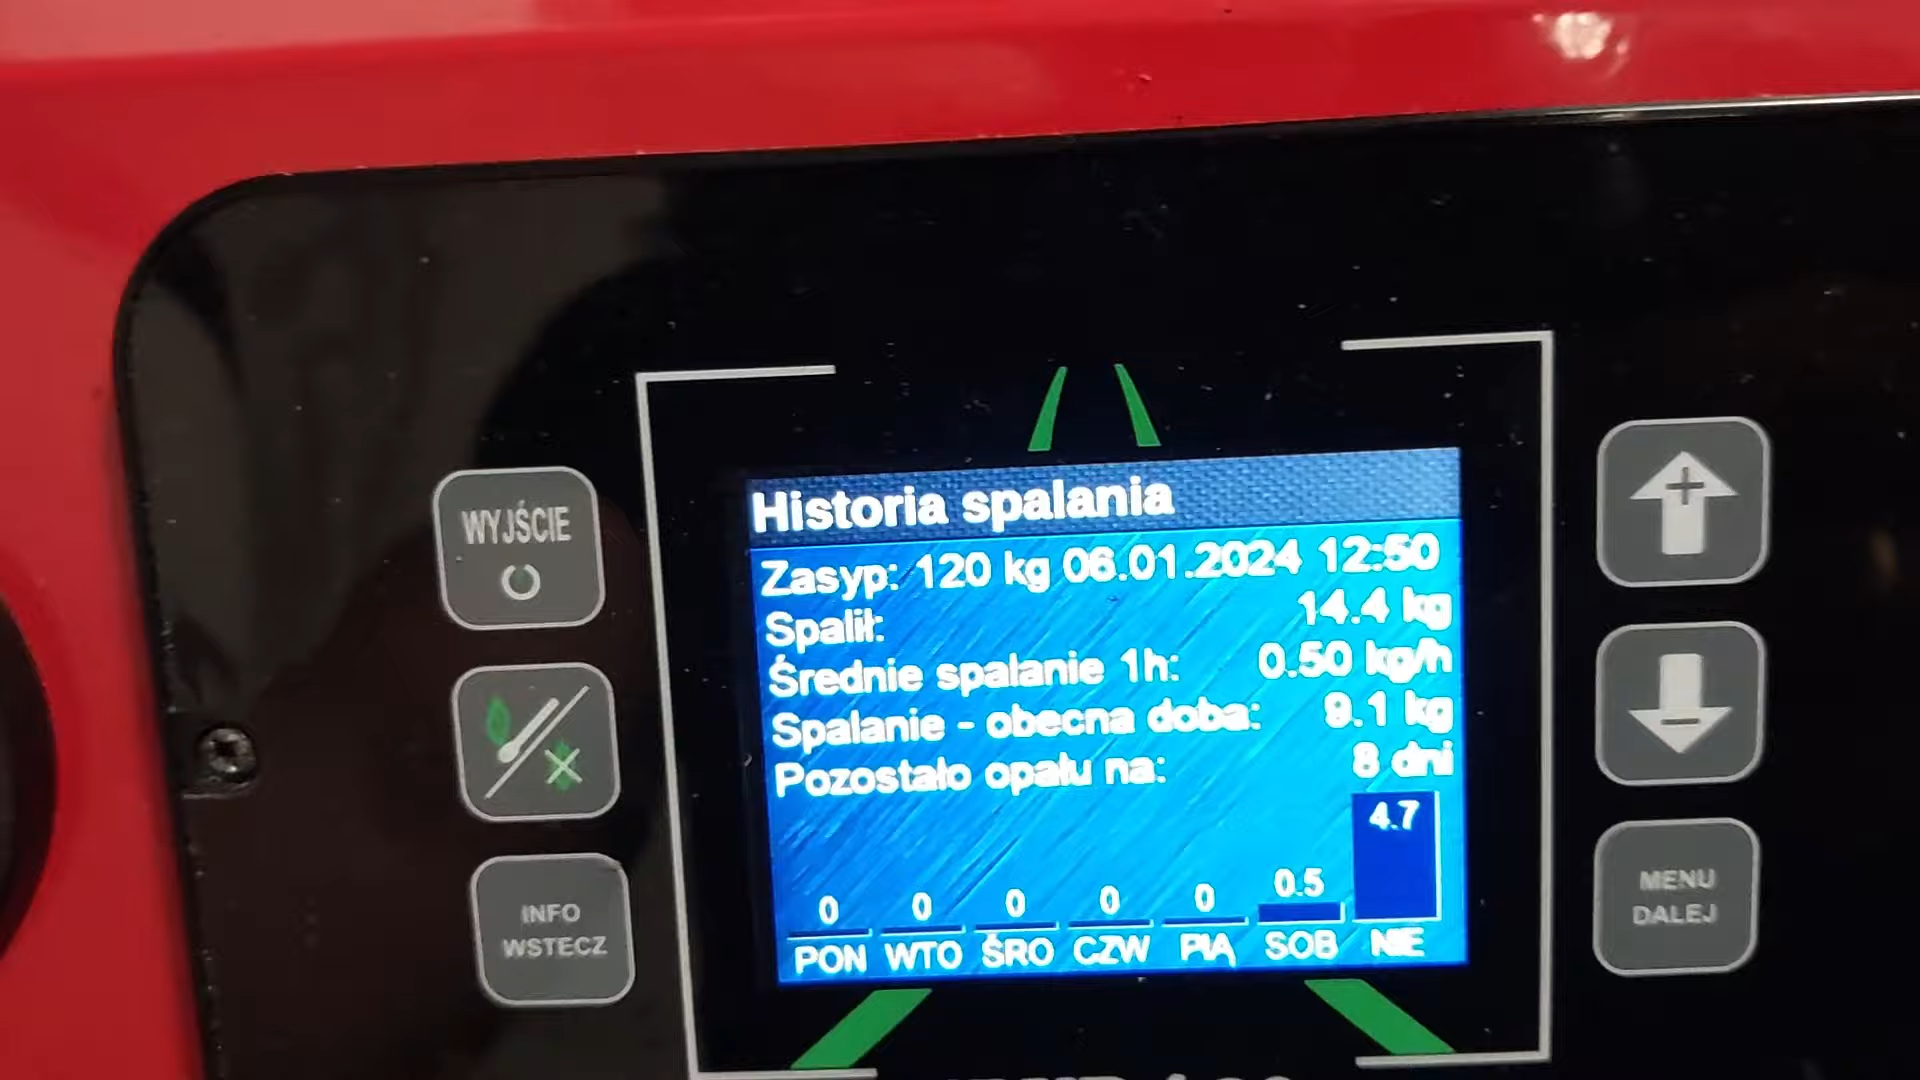 Historia spalania
Zasyp: 120 kg 06.01.2024 12:50
Spalił: 14.4 kg
Średnie spalanie 1h: 0.50 kg/h
Spalanie - obecna doba: 9.1 kg
Pozostało opału na: 8 dni
0 0 0 0 0 0.5 4.7
PON WTO ŚRO CZW PIĄ SOB NIE
WYJŚCIE
INFO
WSTECZ
MENU
DALEJ